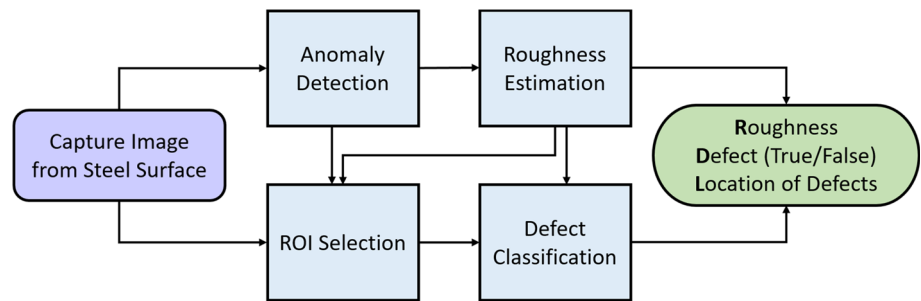 Capture Image
from Steel Surface
Anomaly
Detection
Roughness
Estimation
ROI Selection
Defect
Classification
Roughness
Defect (True/False)
Location of Defects